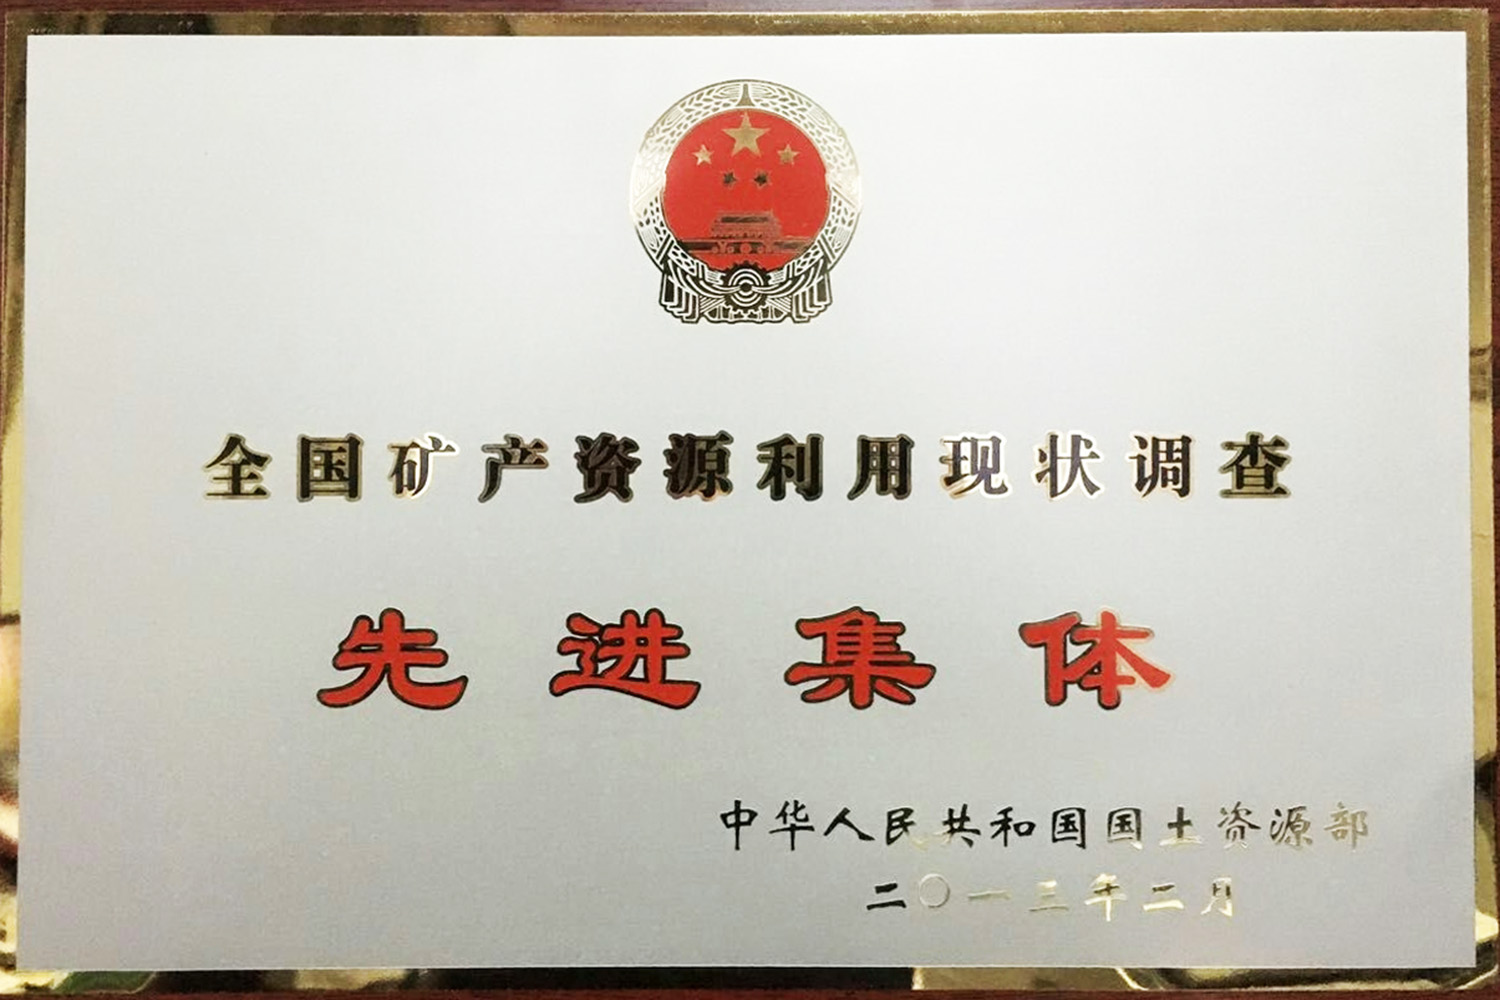 全国矿产资源利用现状调查
先进集体
中华人民共和国国土资源部
二〇一三年二月